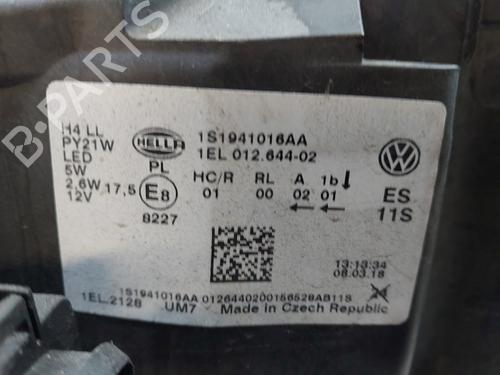 H4 LL
PY21W
LED
5W
2,6W
12V
17,5
HELLA
PL
E8
8227
1S1941016AA
1EL 012.644-02
HC/R RL A 1b
01 00 02 01
ES
11S
13:13:34
08.03.18
1S1941016AA 0126440200156528AB11S
1EL.2128 UM7 Made in Czech Republic
B-PARTS